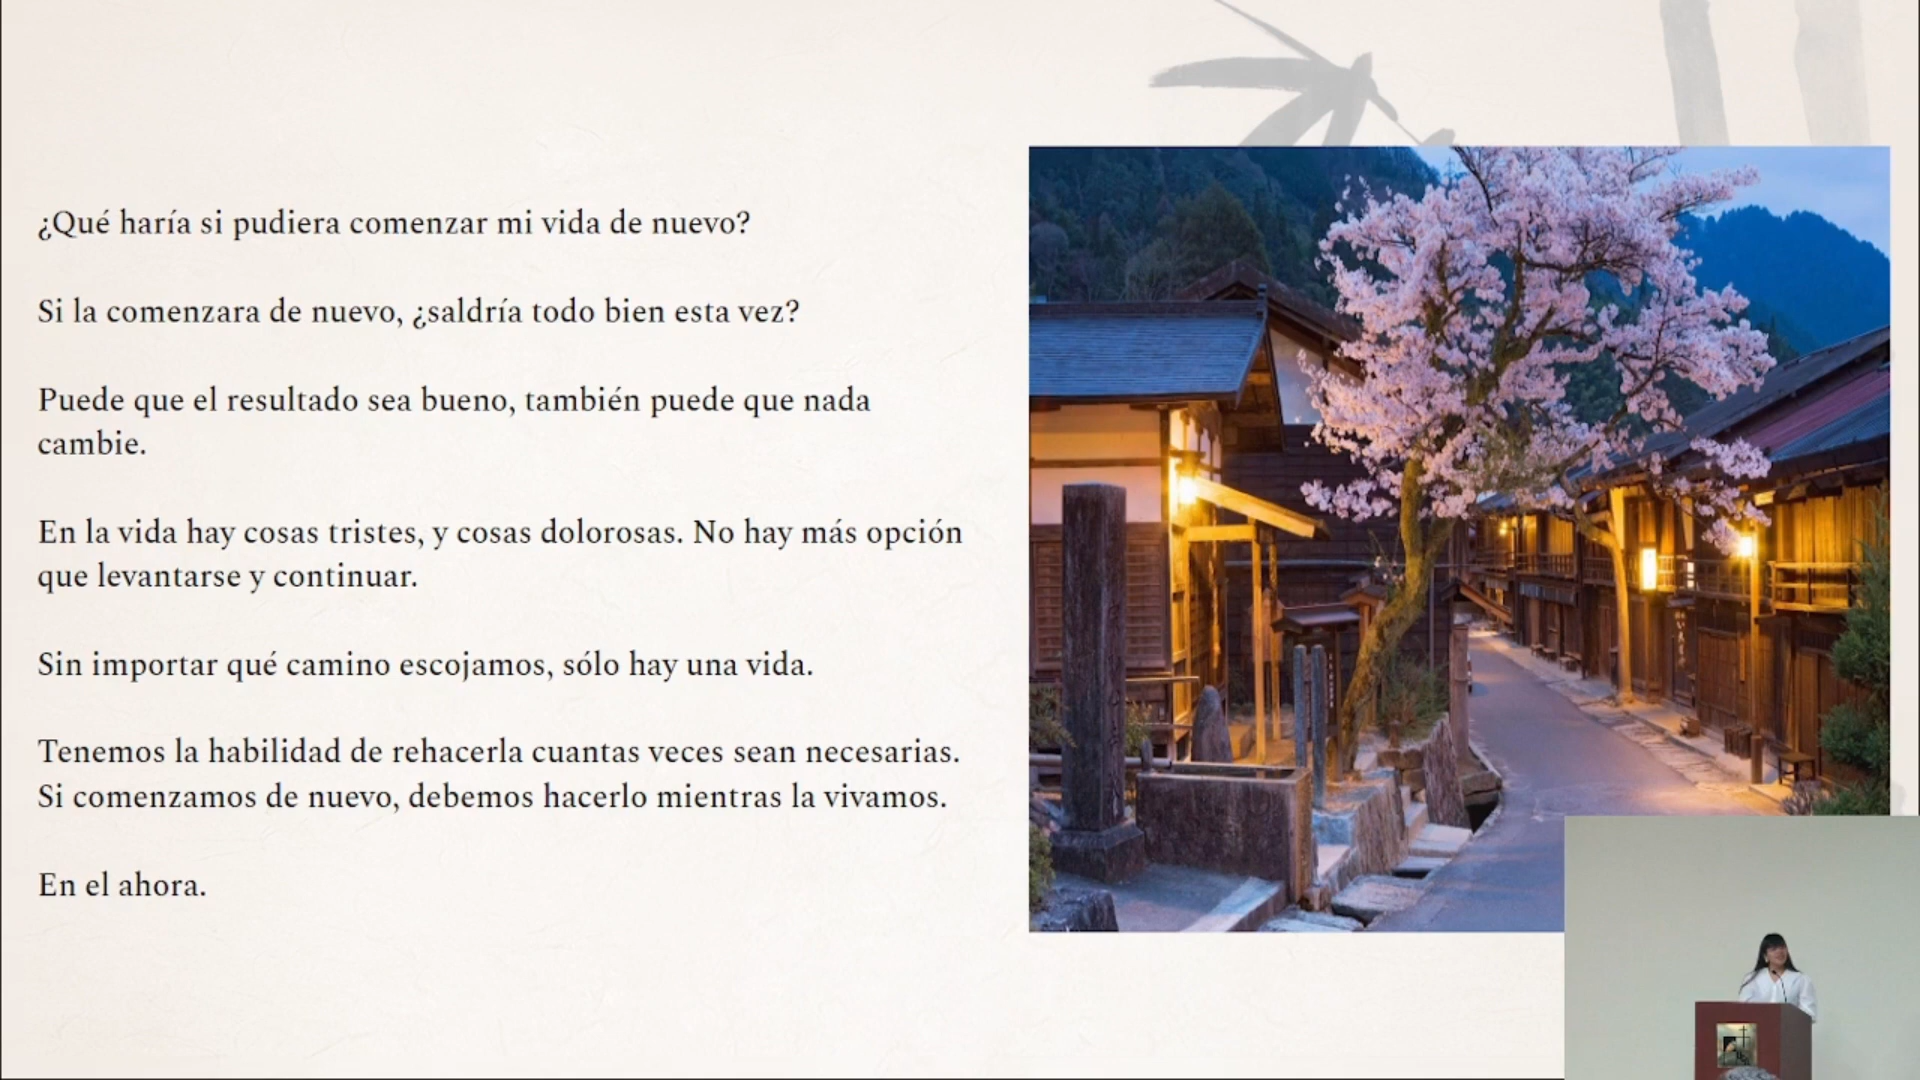 ¿Qué haría si pudiera comenzar mi vida de nuevo?
Si la comenzara de nuevo, ¿saldría todo bien esta vez?
Puede que el resultado sea bueno, también puede que nada
cambie.
En la vida hay cosas tristes, y cosas dolorosas. No hay más opción
que levantarse y continuar.
Sin importar qué camino escojamos, sólo hay una vida.
Tenemos la habilidad de rehacerla cuantas veces sean necesarias.
Si comenzamos de nuevo, debemos hacerlo mientras la vivamos.
En el ahora.